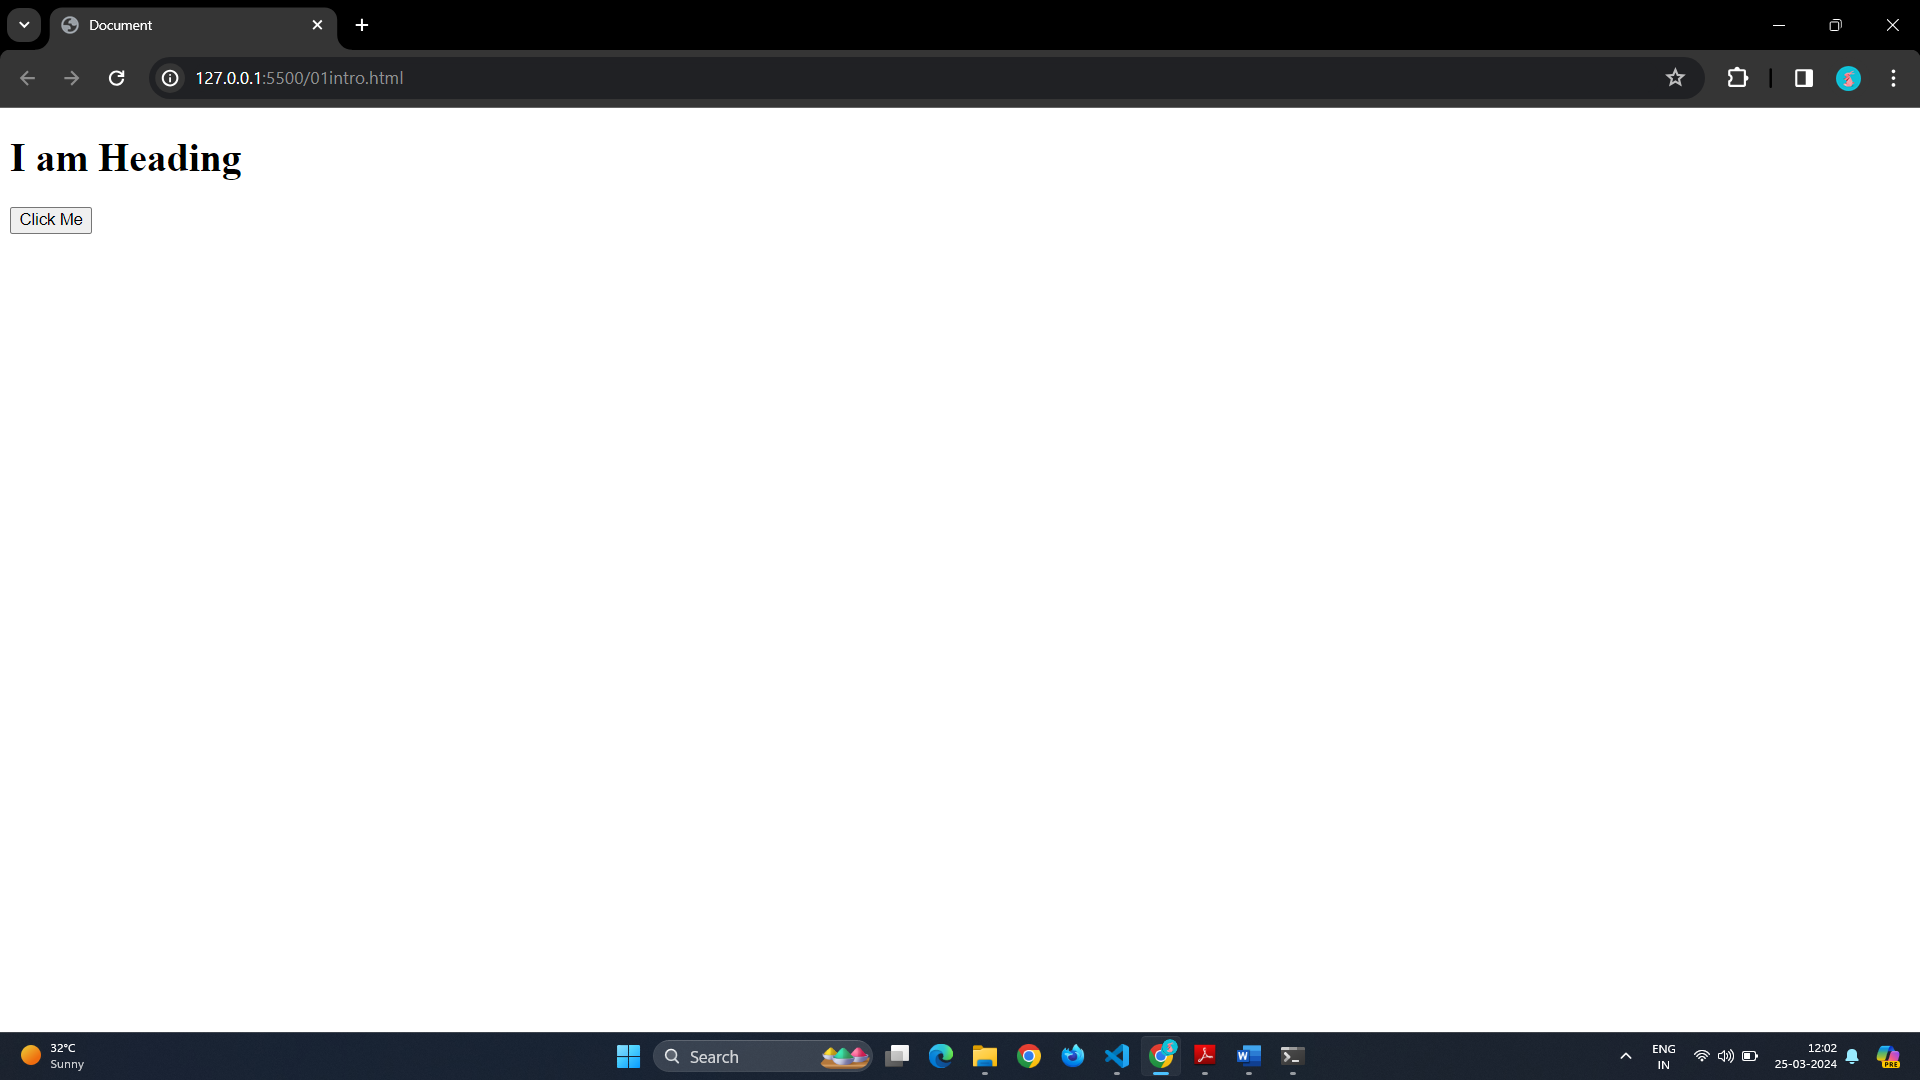 Document
127.0.0.1:5500/01intro.html
I am Heading
Click Me
32°C
Sunny
Search
ENG
IN
12:02
25-03-2024
PRE